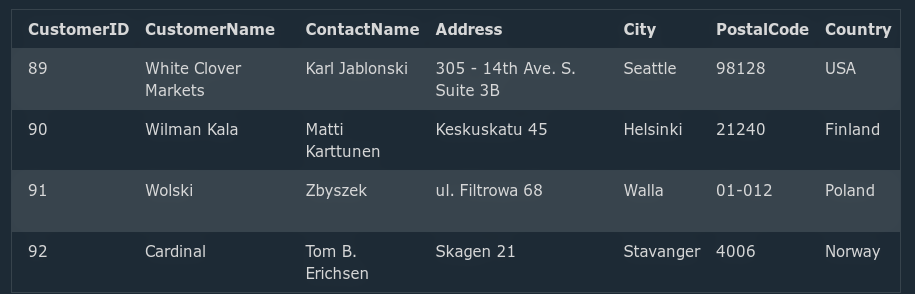 CustomerID CustomerName ContactName Address City PostalCode Country
89 White Clover Karl Jablonski 305 - 14th Ave. S. Seattle 98128 USA
Markets Suite 3B
90 Wilman Kala Matti Keskuskatu 45 Helsinki 21240 Finland
Karttunen
91 Wolski Zbyszek ul. Filtrowa 68 Walla 01-012 Poland
92 Cardinal Tom B. Skagen 21 Stavanger 4006 Norway
Erichsen